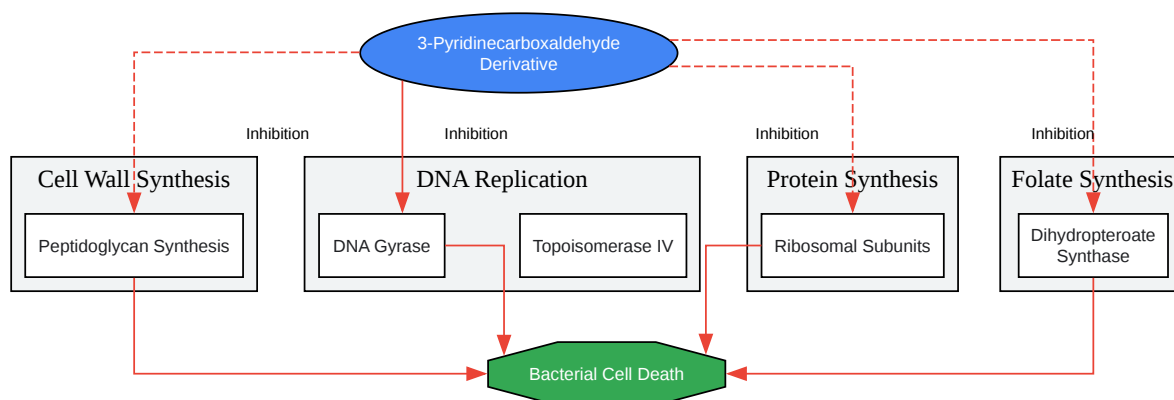 3-Pyridinecarboxaldehyde
Derivative
Inhibition
Inhibition
Inhibition
Inhibition
Cell Wall Synthesis
DNA Replication
Protein Synthesis
Folate Synthesis
Peptidoglycan Synthesis
DNA Gyrase
Topoisomerase IV
Ribosomal Subunits
Dihydropteroate
Synthase
Bacterial Cell Death